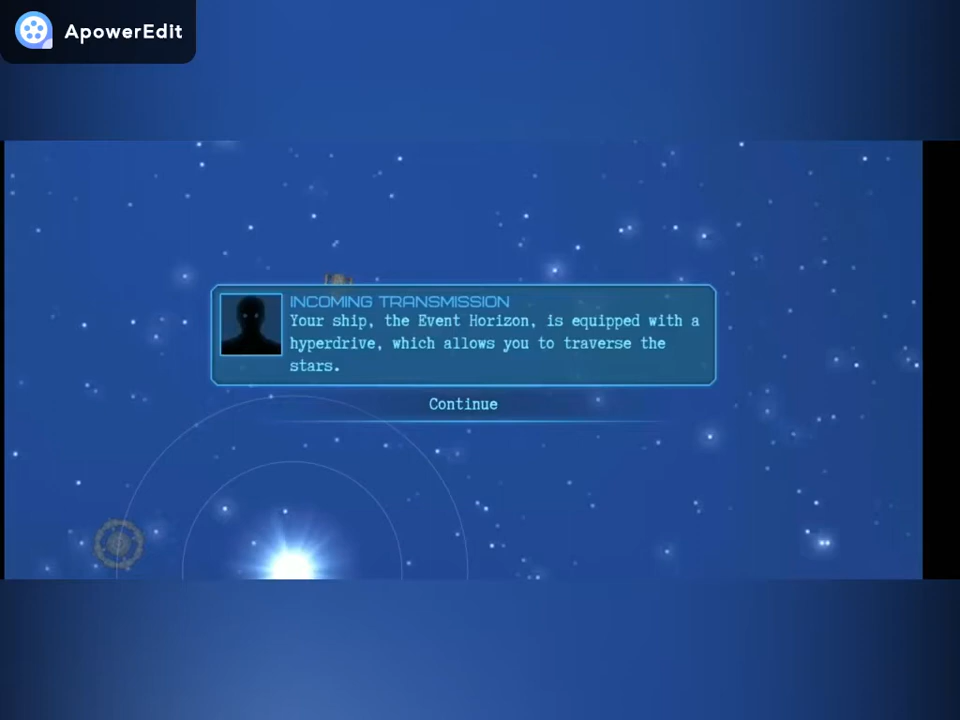 ApowerEdit
INCOMING TRANSMISSION
Your ship, the Event Horizon, is equipped with a
hyperdrive, which allows you to traverse the
stars.
Continue